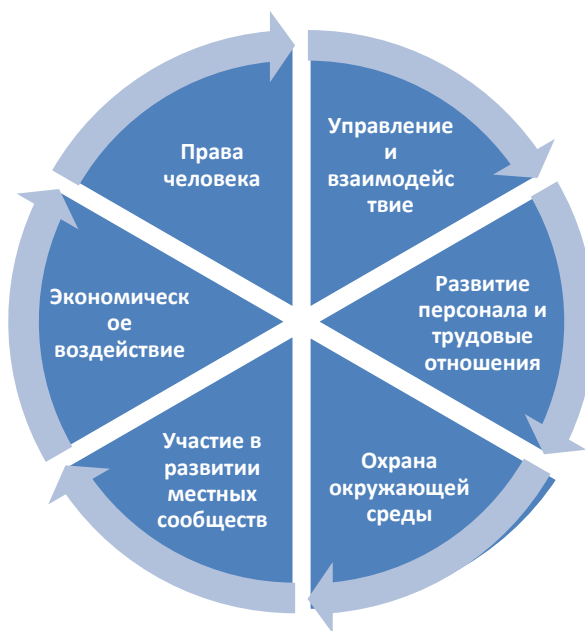 Права
человека
Управление
и
взаимодейс
твие
Развитие
персонала и
трудовые
отношения
Охрана
окружающей
среды
Участие в
развитии
местных
сообществ
Экономическ
ое
воздействие